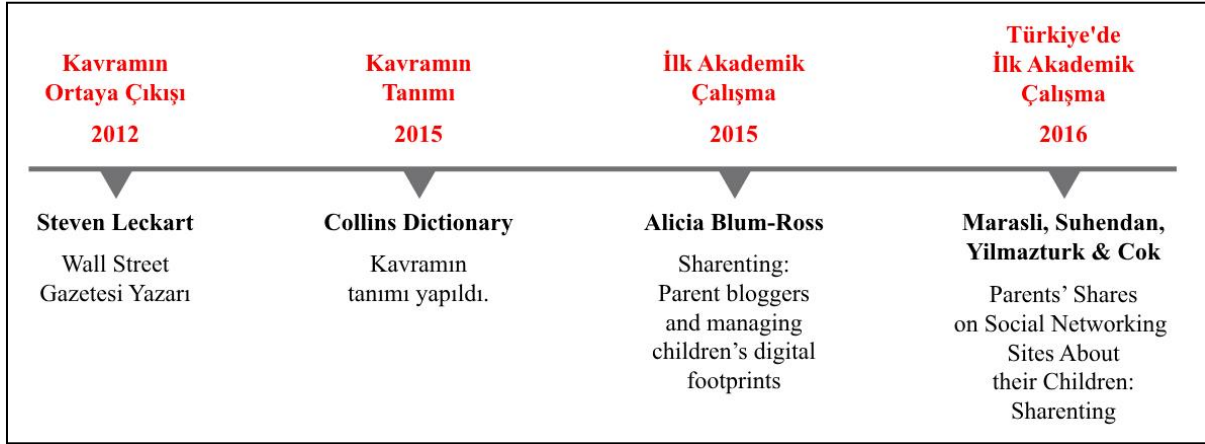 Kavramın
Ortaya Çıkışı
2012
Steven Leckart
Wall Street
Gazetesi Yazarı
Kavramın
Tanımı
2015
Collins Dictionary
Kavramın
tanımı yapıldı.
İlk Akademik
Çalışma
2015
Alicia Blum-Ross
Sharenting:
Parent bloggers
and managing
children’s digital
footprints
Türkiye'de
İlk Akademik
Çalışma
2016
Marasli, Suhendan,
Yilmazturk & Cok
Parents’ Shares
on Social Networking
Sites About
their Children:
Sharenting